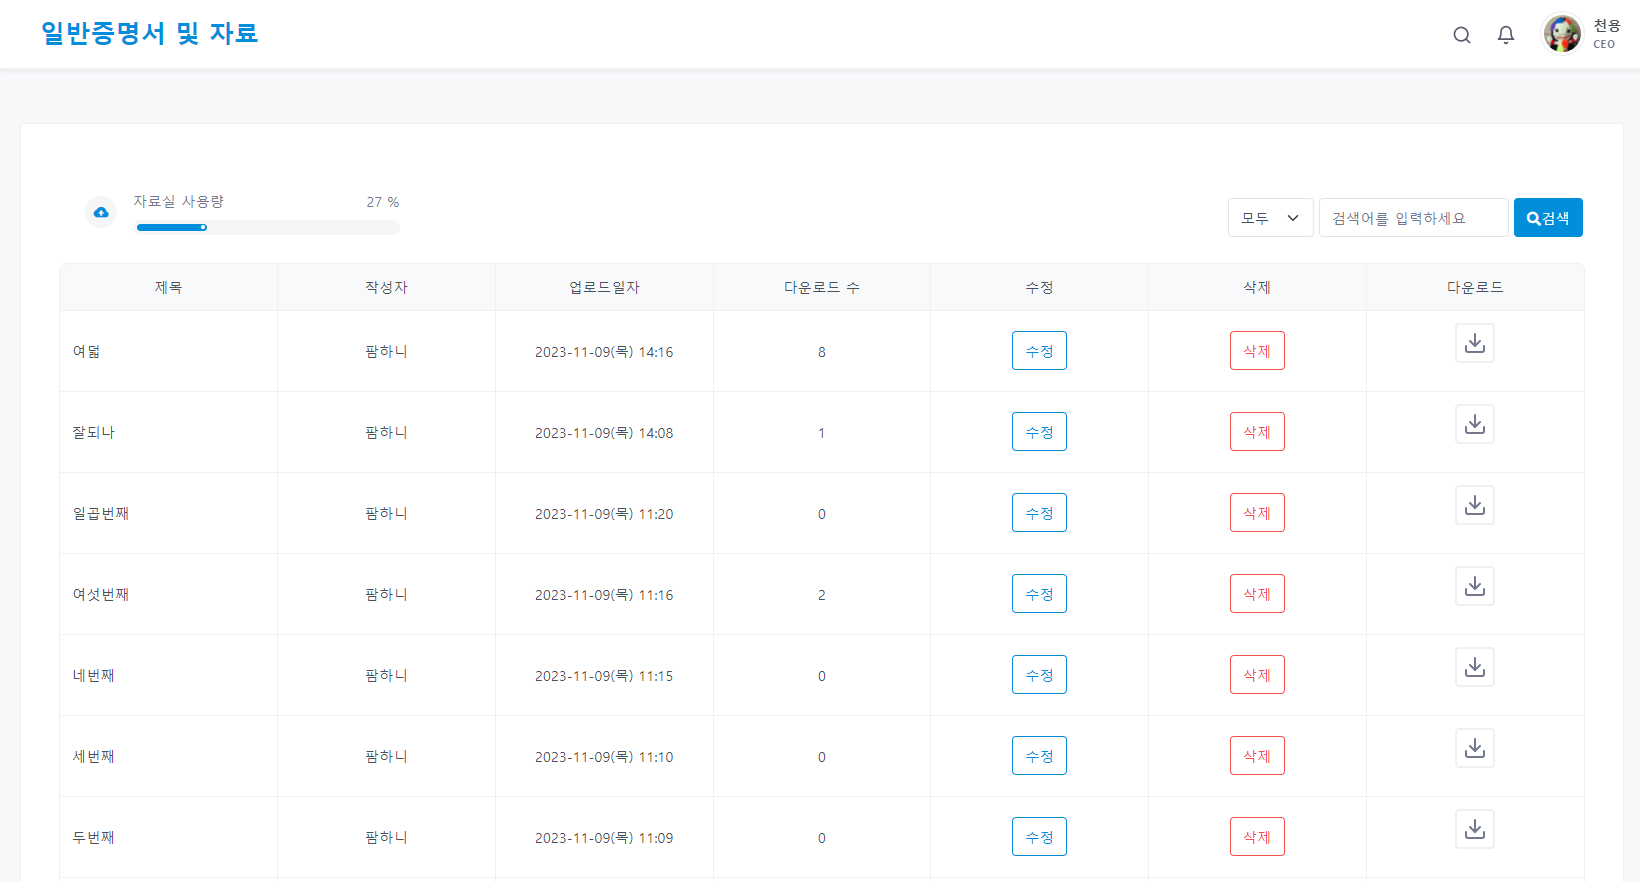 일반증명서 및 자료
천용
CEO
자료실 사용량 27 %
모두 검색어를 입력하세요 검색
제목 작성자 업로드일자 다운로드 수 수정 삭제 다운로드
여덟 팜하니 2023-11-09(목) 14:16 8 수정 삭제
잘되나 팜하니 2023-11-09(목) 14:08 1 수정 삭제
일곱번째 팜하니 2023-11-09(목) 11:20 0 수정 삭제
여섯번째 팜하니 2023-11-09(목) 11:16 2 수정 삭제
네번째 팜하니 2023-11-09(목) 11:15 0 수정 삭제
세번째 팜하니 2023-11-09(목) 11:10 0 수정 삭제
두번째 팜하니 2023-11-09(목) 11:09 0 수정 삭제